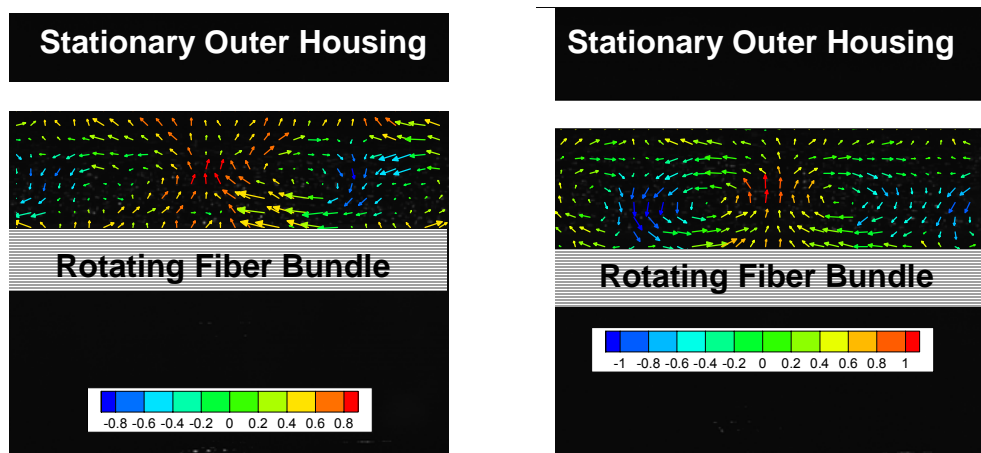 Stationary Outer Housing
Rotating Fiber Bundle
-0.8 -0.6 -0.4 -0.2 0 0.2 0.4 0.6 0.8
Stationary Outer Housing
Rotating Fiber Bundle
-1 -0.8 -0.6 -0.4 -0.2 0 0.2 0.4 0.6 0.8 1